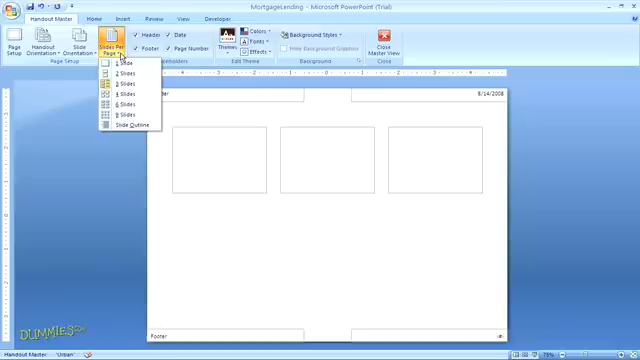 MortgageLending - Microsoft PowerPoint (Trial)
Handout Master Home Insert Review View Developer
Page Setup
Handout Orientation
Slide Orientation
Slides Per Page
Header
Date
Footer
Page Number
Themes
Colors
Fonts
Effects
Background Styles
Hide Background Graphics
Close Master View
Page Setup
Edit Theme
Background
Close
1 Slide
2 Slides
3 Slides
4 Slides
6 Slides
9 Slides
Slide Outline
8/14/2008
Footer
DUMMIES.com
Handout Master "Urban" 78%